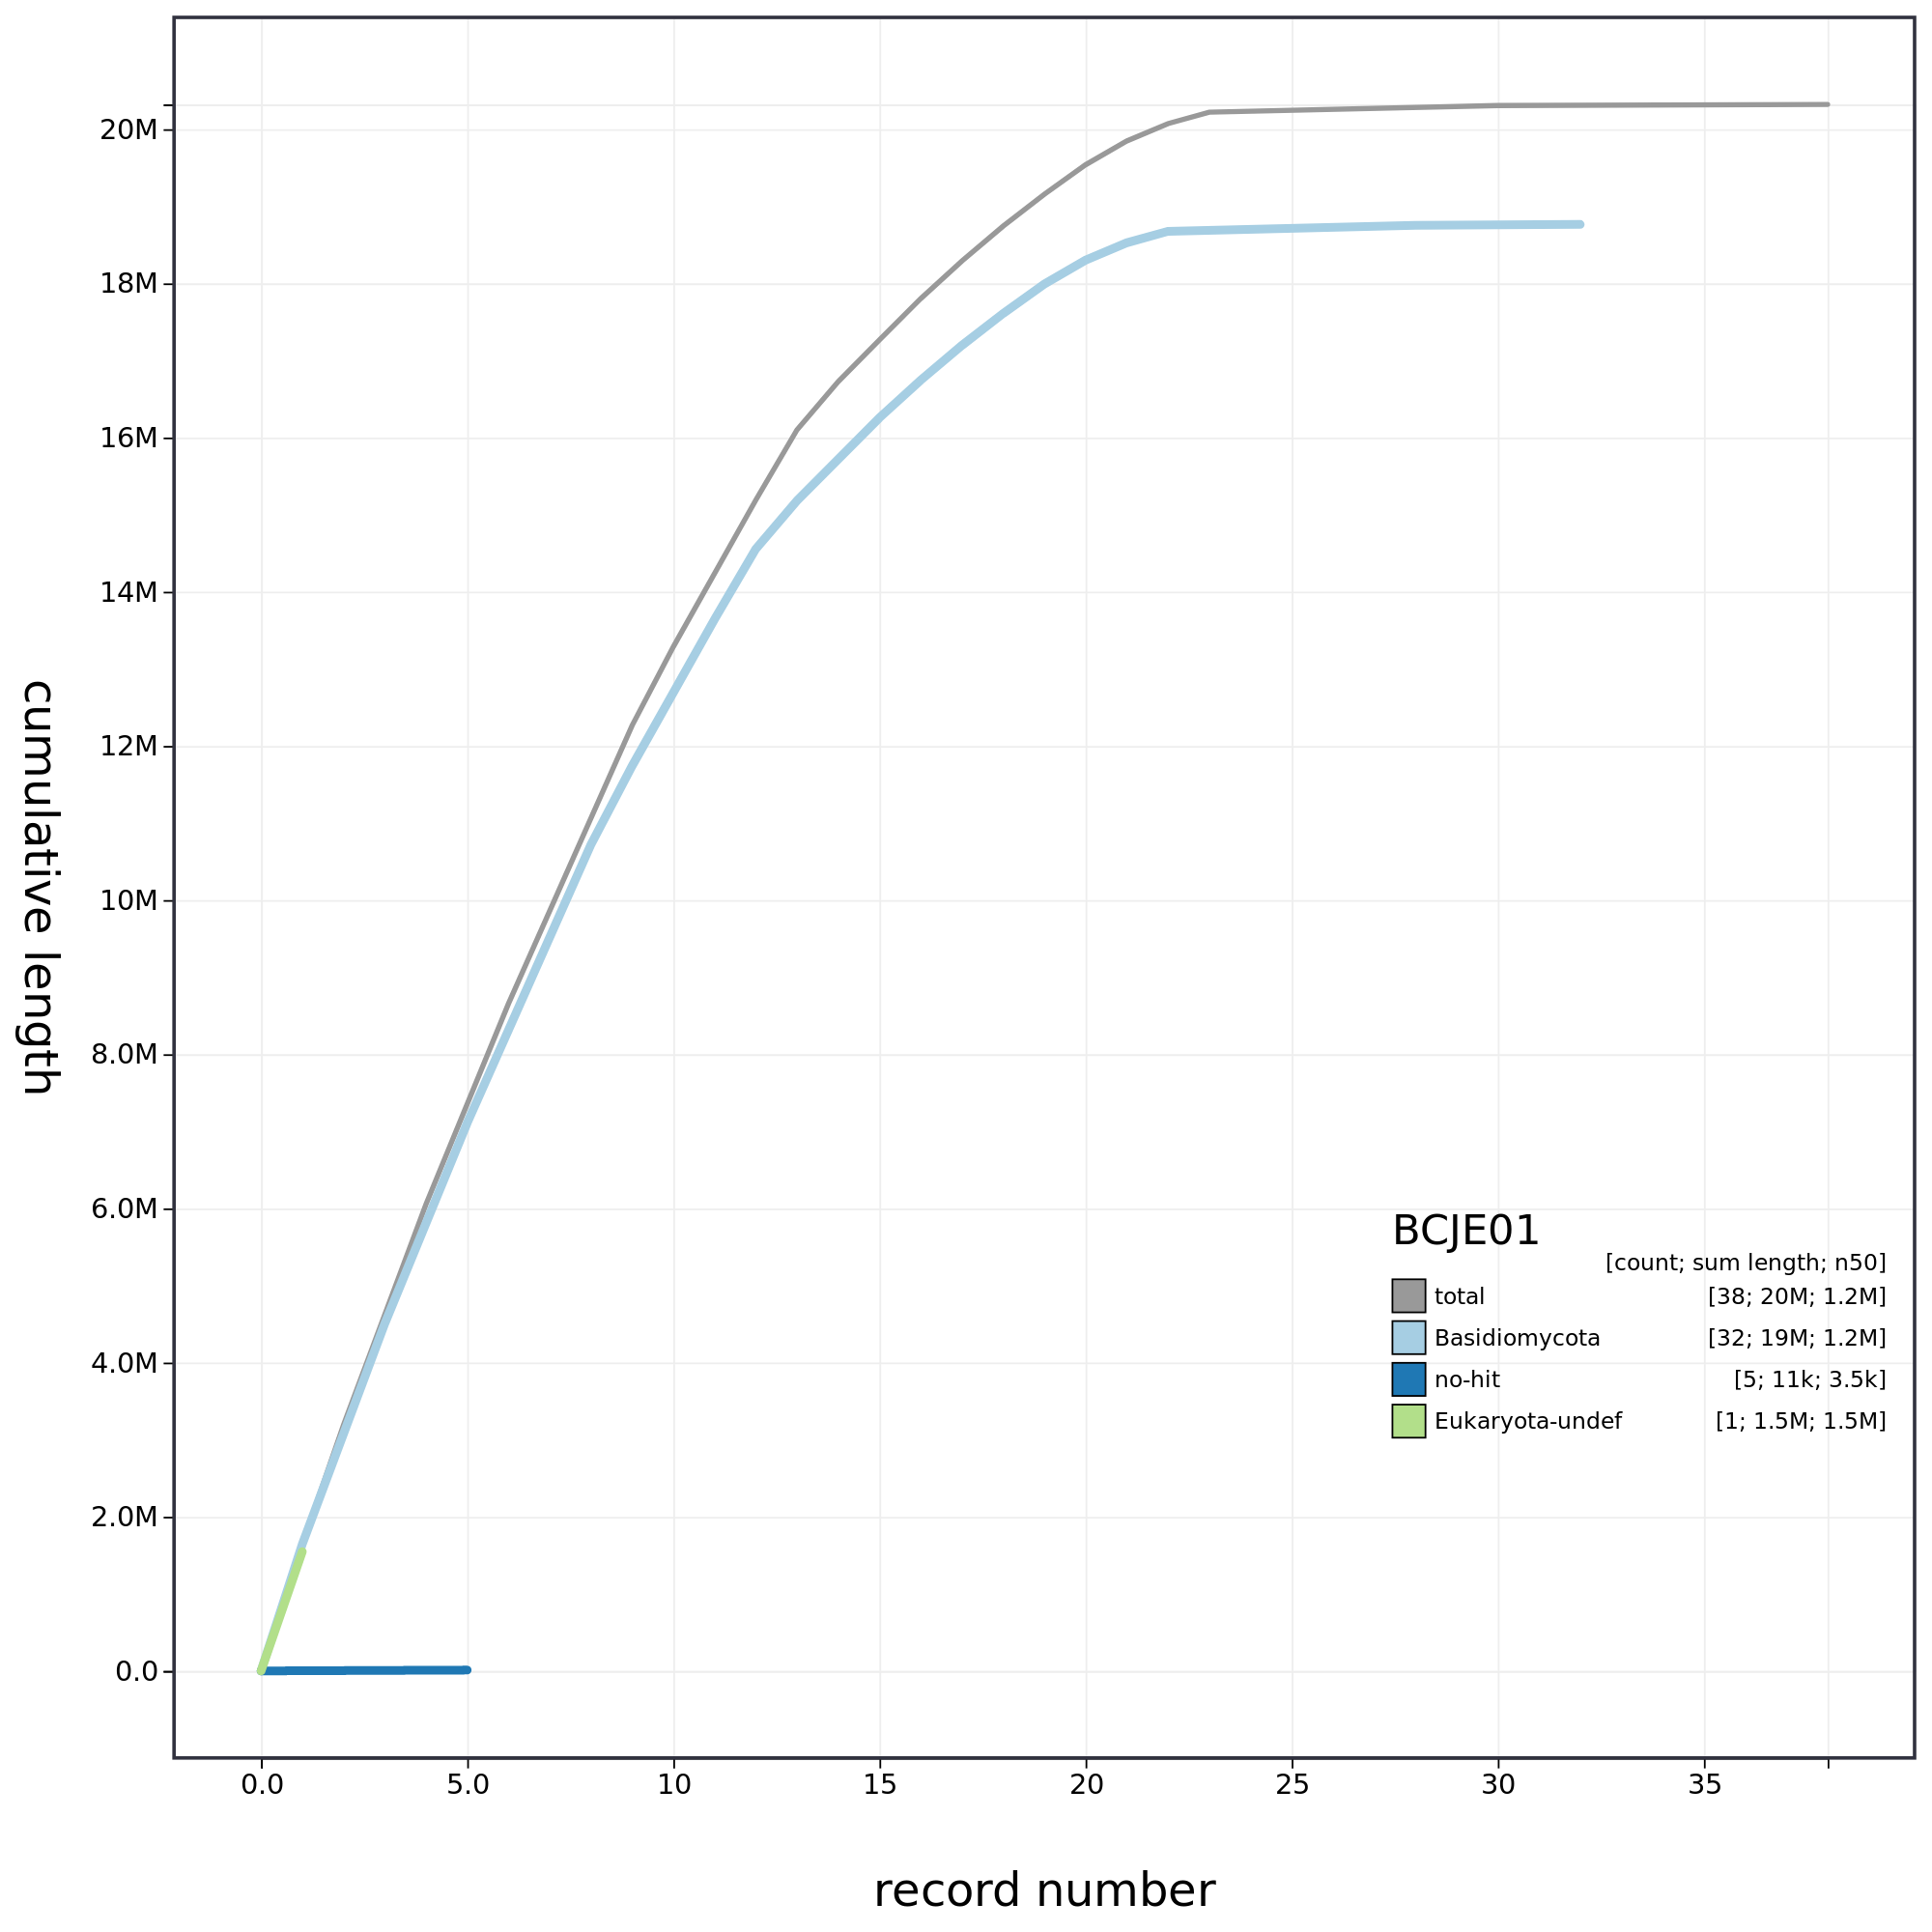 20M
18M
16M
14M
12M
10M
8.0M
6.0M
4.0M
2.0M
0.0
cumulative length
BCJE01
[count; sum length; n50]
total [38; 20M; 1.2M]
Basidiomycota [32; 19M; 1.2M]
no-hit [5; 11k; 3.5k]
Eukaryota-undef [1; 1.5M; 1.5M]
0.0 5.0 10 15 20 25 30 35
record number